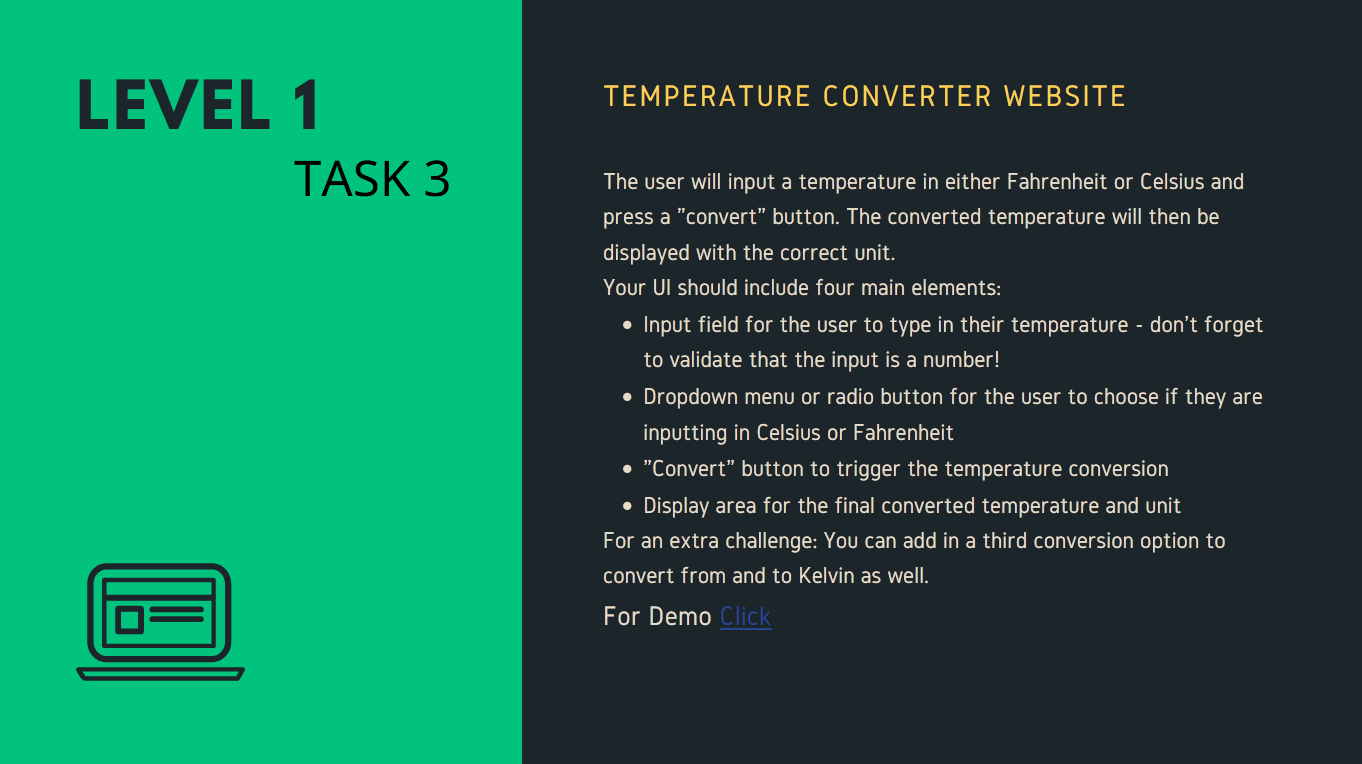 LEVEL 1
TASK 3
TEMPERATURE CONVERTER WEBSITE
The user will input a temperature in either Fahrenheit or Celsius and
press a ”convert” button. The converted temperature will then be
displayed with the correct unit.
Your UI should include four main elements:
• Input field for the user to type in their temperature - don’t forget
to validate that the input is a number!
• Dropdown menu or radio button for the user to choose if they are
inputting in Celsius or Fahrenheit
• ”Convert” button to trigger the temperature conversion
• Display area for the final converted temperature and unit
For an extra challenge: You can add in a third conversion option to
convert from and to Kelvin as well.
For Demo Click